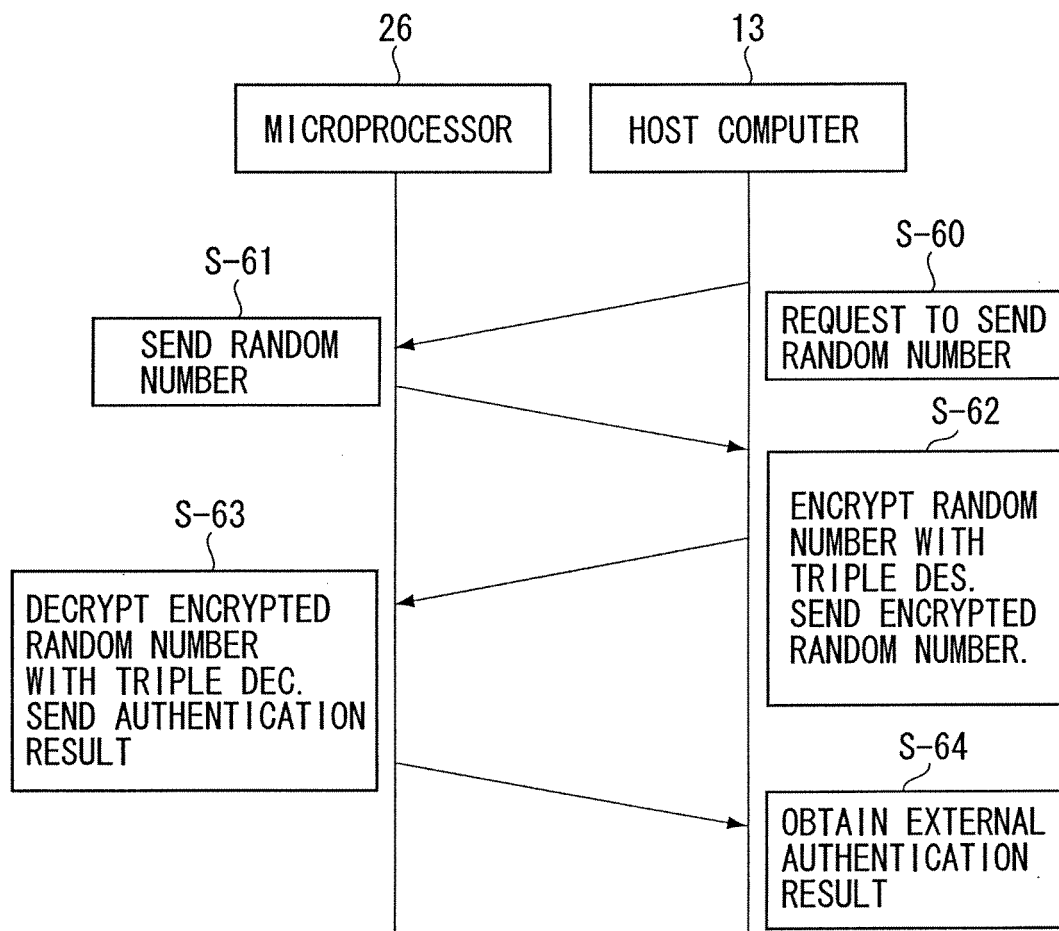 26
13
MICROPROCESSOR
HOST COMPUTER
S-60
REQUEST TO SEND
RANDOM NUMBER
S-61
SEND RANDOM
NUMBER
S-62
ENCRYPT RANDOM
NUMBER WITH
TRIPLE DES.
SEND ENCRYPTED
RANDOM NUMBER.
S-63
DECRYPT ENCRYPTED
RANDOM NUMBER
WITH TRIPLE DEC.
SEND AUTHENTICATION
RESULT
S-64
OBTAIN EXTERNAL
AUTHENTICATION
RESULT